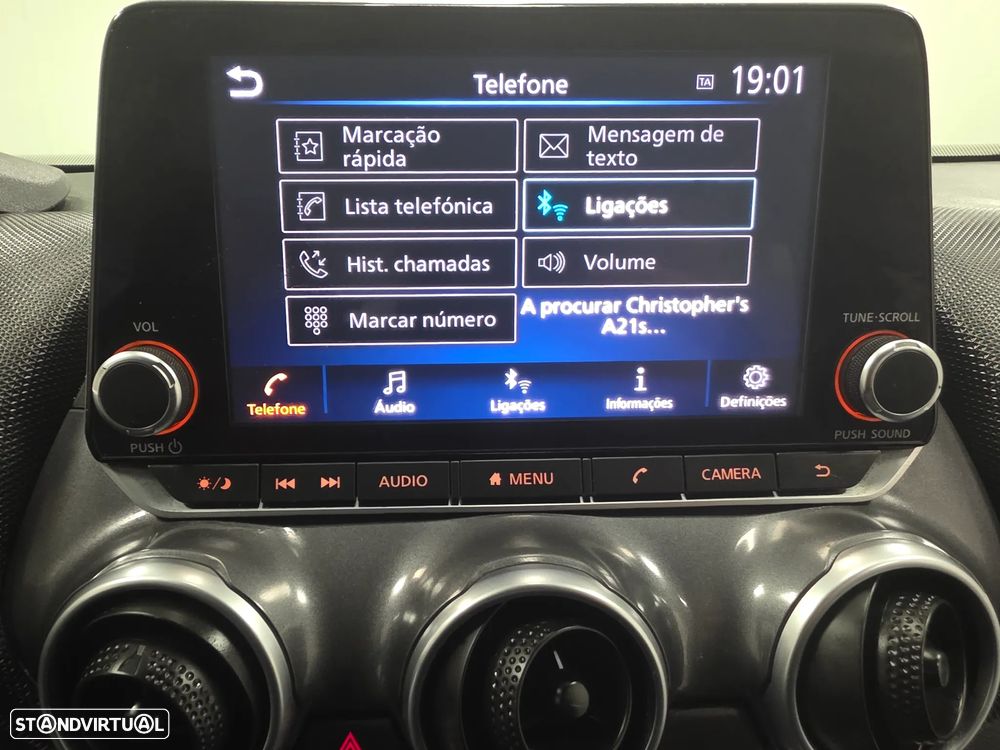 Telefone
TA
19:01
Marcação
rápida
Mensagem de
texto
Lista telefónica
Ligações
Hist. chamadas
Volume
Marcar número
A procurar Christopher's
A21s...
Telefone
Áudio
Ligações
Informações
Definições
VOL
PUSH
TUNE·SCROLL
PUSH SOUND
AUDIO
MENU
CAMERA
STANDVIRTUAL